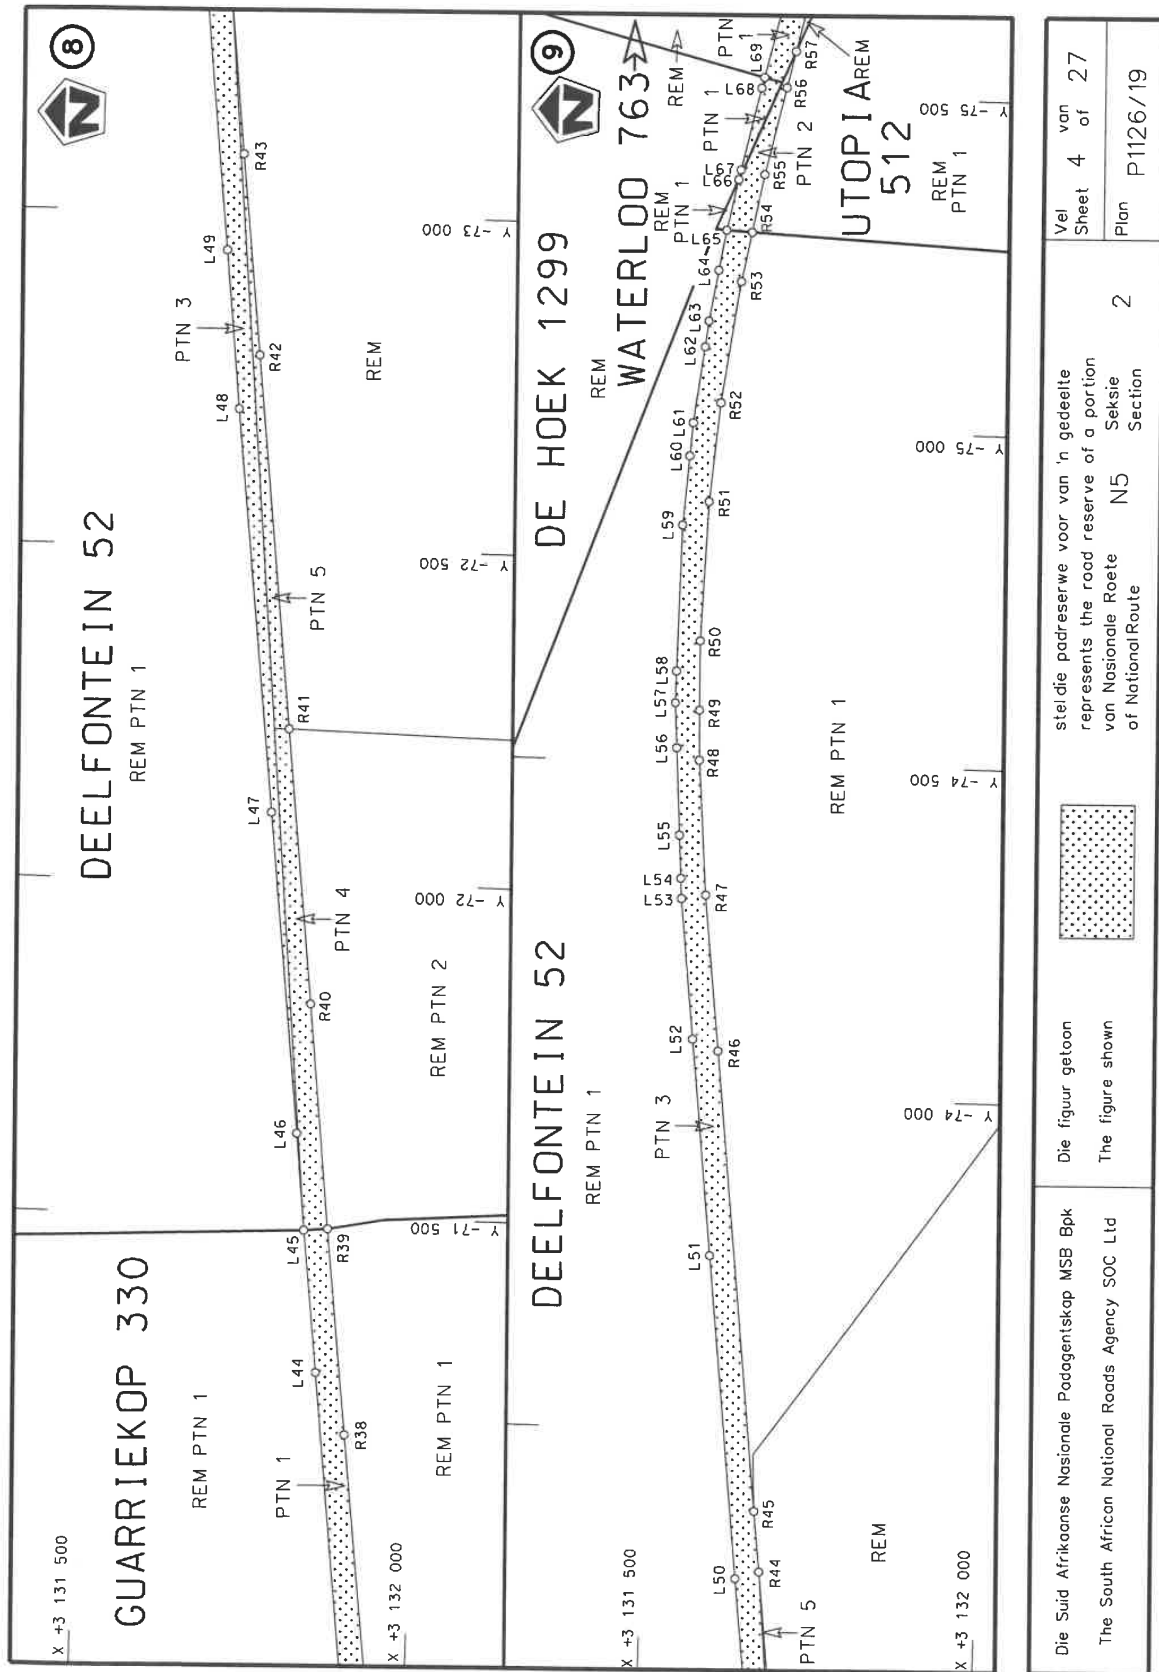 8
N
DEELFONTEIN 52
REM PTN 1
GUARRIEKOP 330
REM PTN 1
PTN 1
REM PTN 1
X +3 131 500
X +3 132 000
L44
L45
L46
L47
L48
L49
R38
R39
R40
R41
R42
R43
PTN 3
PTN 4
PTN 5
REM PTN 2
REM
Y -71 500
Y -72 000
Y -72 500
Y -73 000
9
N
DEELFONTEIN 52
REM PTN 1
DE HOEK 1299
REM
WATERLOO 763
REM
REM
PTN 1
PTN 1
PTN 1
PTN 2
UTOPIA
512
REM
REM
PTN 1
X +3 131 500
X +3 132 000
L50
L51
L52
L53
L54
L55
L56
L57
L58
L59
L60
L61
L62
L63
L64
L65
L66
L67
L68
L69
R44
R45
R46
R47
R48
R49
R50
R51
R52
R53
R54
R55
R56
R57
PTN 5
PTN 3
REM
REM PTN 1
Y -74 000
Y -74 500
Y -75 000
Y -75 500
Die Suid Afrikaanse Nasionale Padagentskap MSB Bpk
The South African National Roads Agency SOC Ltd
Die figuur getoon
The figure shown
stel die padreserwe voor van 'n gedeelte
represents the road reserve of a portion
van Nasionale Roete N5 Seksie 2
of National Route Section
Vel 4 van 27
Sheet of
Plan P1126/19